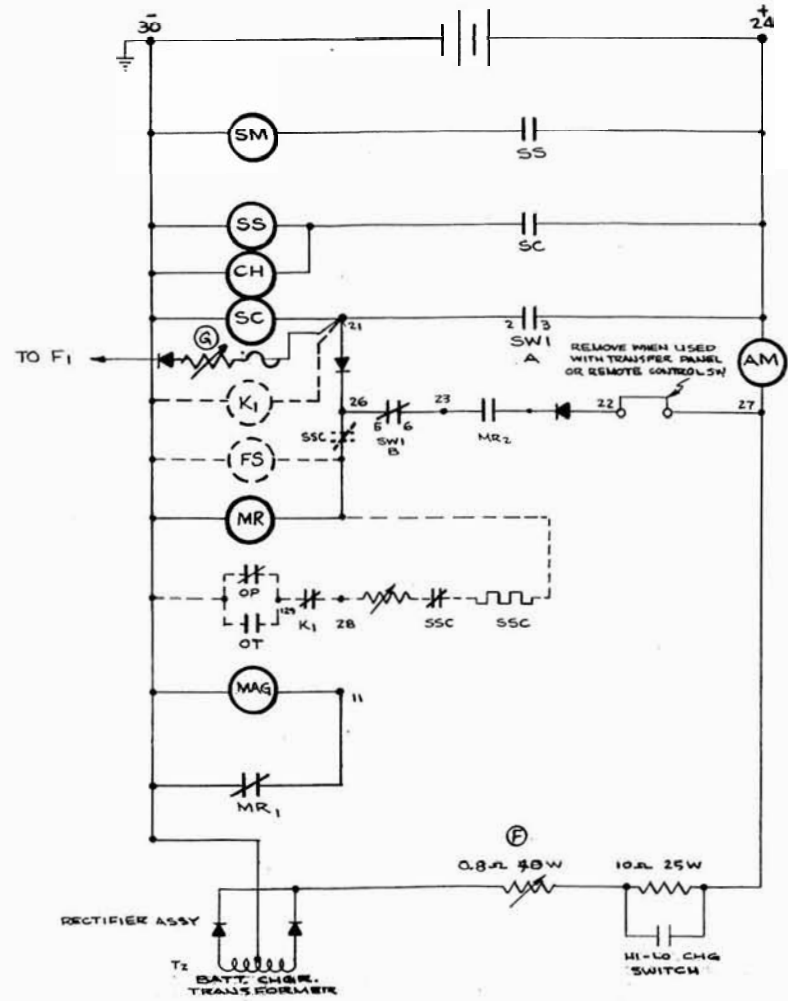 - +
30 24
SM
SS
SS
SC
CH
SC
21
2 3
SW1
A
G
TO F1
REMOVE WHEN USED
WITH TRANSFER PANEL
OR REMOTE CONTROL SW
AM
K1
26
5 6
SW1
B
23
MR2
22
27
SSC
FS
MR
OP
129
OT
K1
28
SSC
SSC
MAG
11
MR1
F
0.8Ω 40W
10Ω 25W
RECTIFIER ASSY
HI-LO CHG
SWITCH
T2
BATT. CHGR.
TRANSFORMER